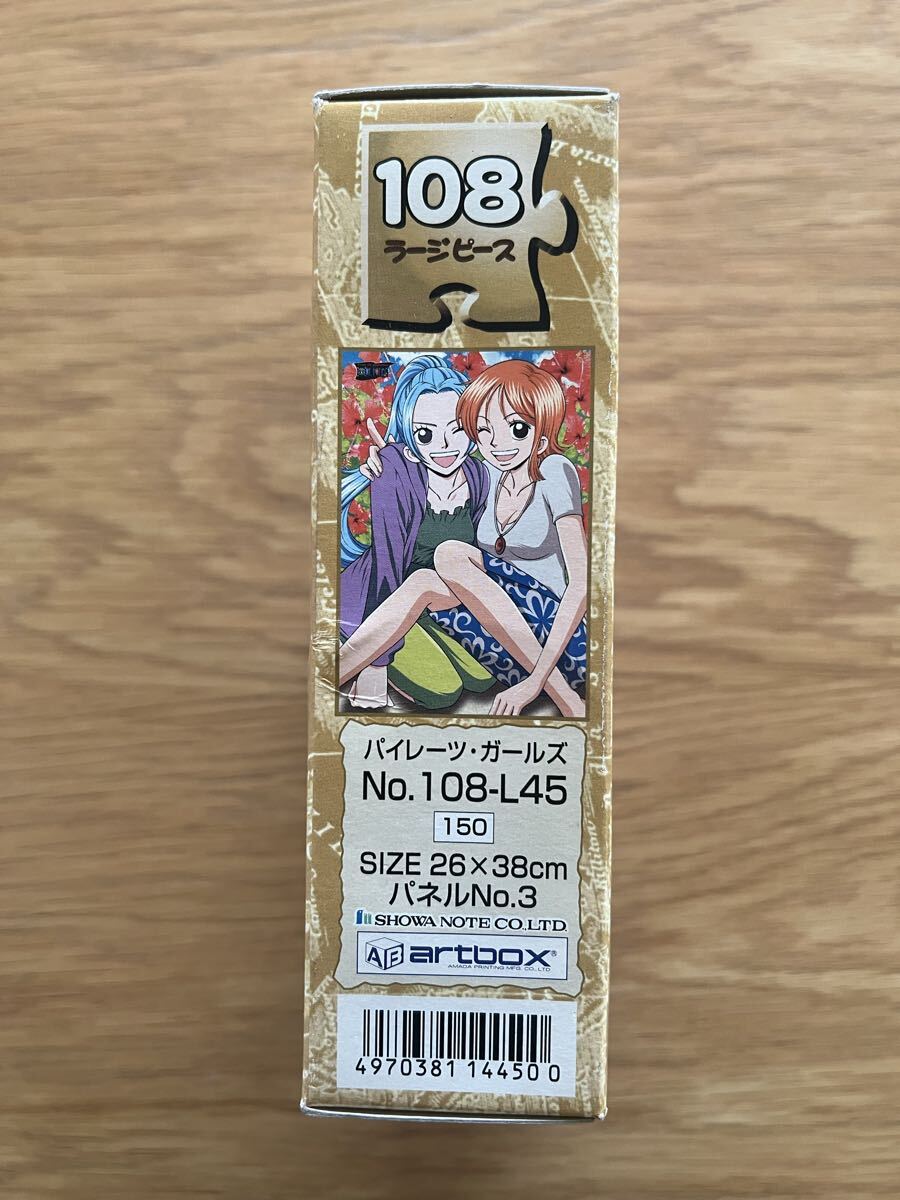 108
ラージピース
パイレーツ・ガールズ
No.108-L45
150
SIZE 26×38cm
パネルNo.3
SHOWA NOTE CO.,LTD.
AB artbox®
AMADA PRINTING MFG. CO., LTD
4970381 144500